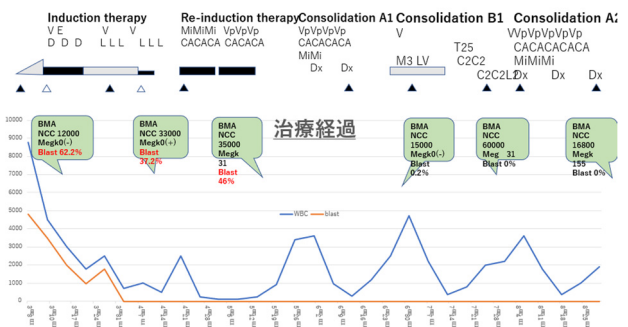 Induction therapy
Re-induction therapy
Consolidation A1
Consolidation B1
Consolidation A2
V E
D D D
V V
L L L L L L
MiMiMi VpVpVp
CACACA CACACA
VpVpVpVp
CACACACA
MiMi
Dx Dx
V V
M3 LV
T25
C2C2
C2C2L2
VpVpVpVp
CACACACA
MiMiMi
Dx Dx Dx
治療経過
BMA
NCC 12000
Megk0(-)
Blast 62.2%
BMA
NCC 33000
Megk0(+)
Blast
37.2%
BMA
NCC
35000
Megk
31
Blast
46%
BMA
NCC
15000
Megk0(-)
Blast
0.2%
BMA
NCC
60000
Meg 31
Blast 0%
BMA
NCC
16800
Megk
155
Blast 0%
10000
9000
8000
7000
6000
5000
4000
3000
2000
1000
0
WBC blast